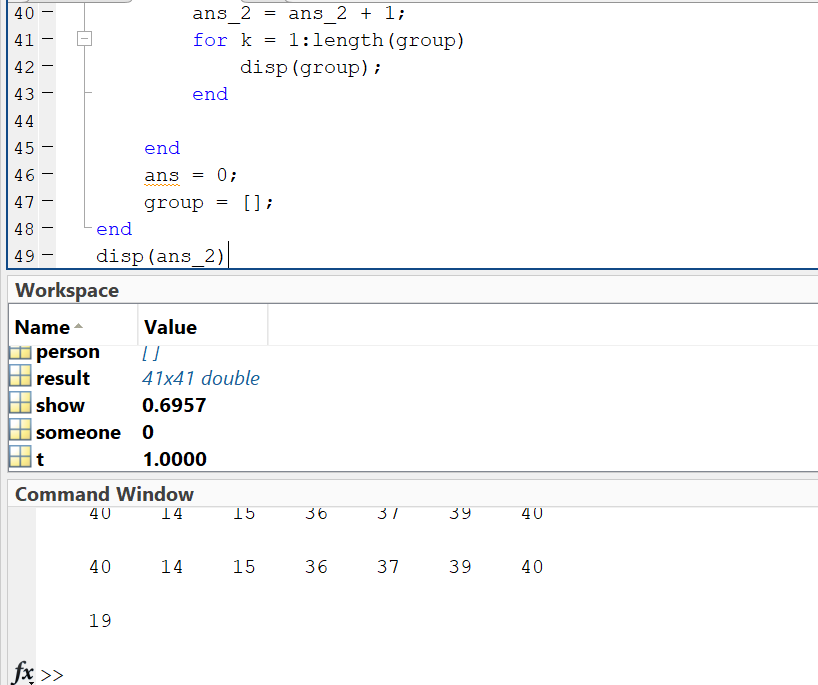 40 - ans_2 = ans_2 + 1;
41 - for k = 1:length(group)
42 - disp(group);
43 - end
44
45 - end
46 - ans = 0;
47 - group = [];
48 - end
49 - disp(ans_2)
Workspace
Name Value
person []
result 41x41 double
show 0.6957
someone 0
t 1.0000
Command Window
40 14 15 36 37 39 40
40 14 15 36 37 39 40
19
fx >>